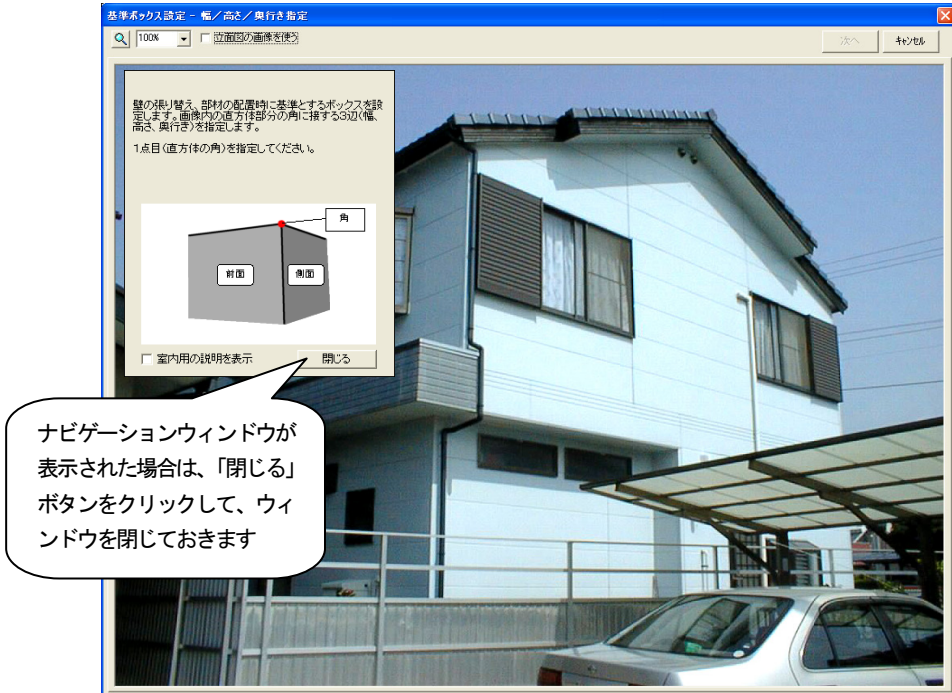 基準ボックス設定 - 幅/高さ/奥行き指定
100%
立面図の画像を使う
次へ
キャンセル
壁の張り替え、部材の配置時に基準とするボックスを設
定します。画像内の直方体部分の角に接する3辺(幅、
高さ、奥行き)を指定します。
1点目(直方体の角)を指定してください。
角
前面
側面
室内用の説明を表示
閉じる
ナビゲーションウィンドウが
表示された場合は、「閉じる」
ボタンをクリックして、ウィ
ンドウを閉じておきます